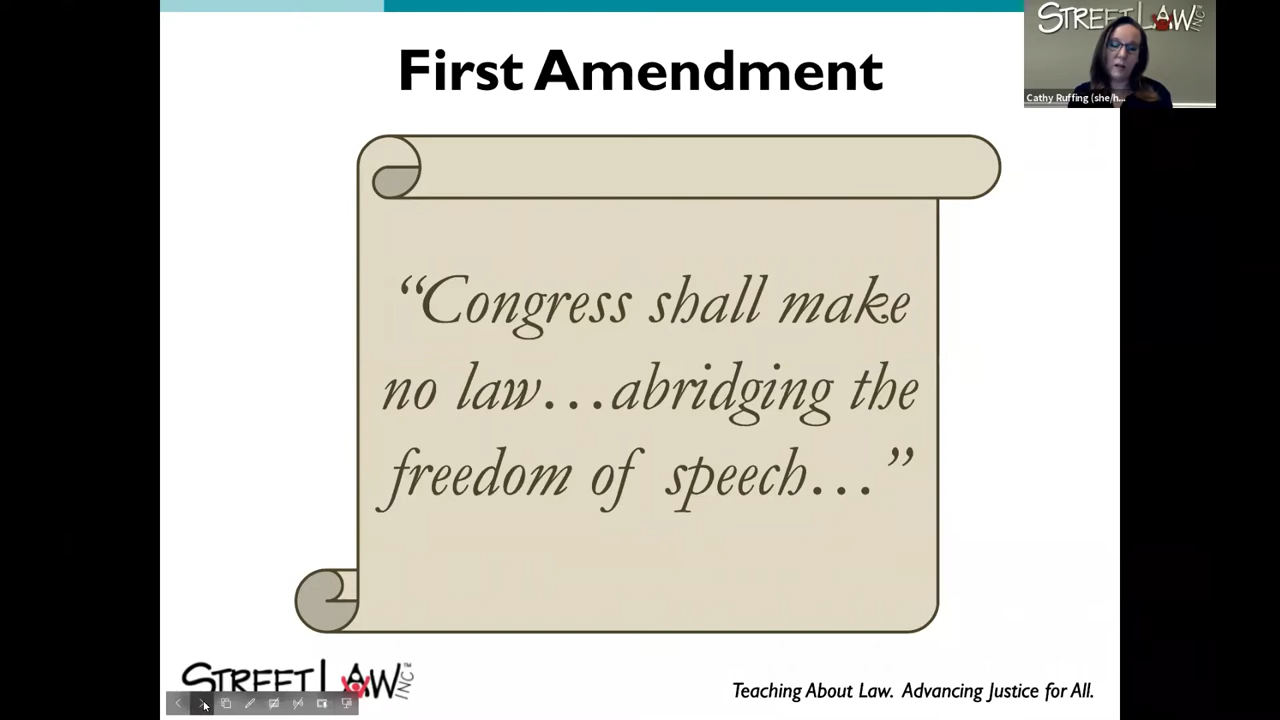 First Amendment
STREET LAW INC
Cathy Ruffing (she/h...
“Congress shall make
no law…abridging the
freedom of speech…”
STREET LAW INC™
Teaching About Law. Advancing Justice for All.